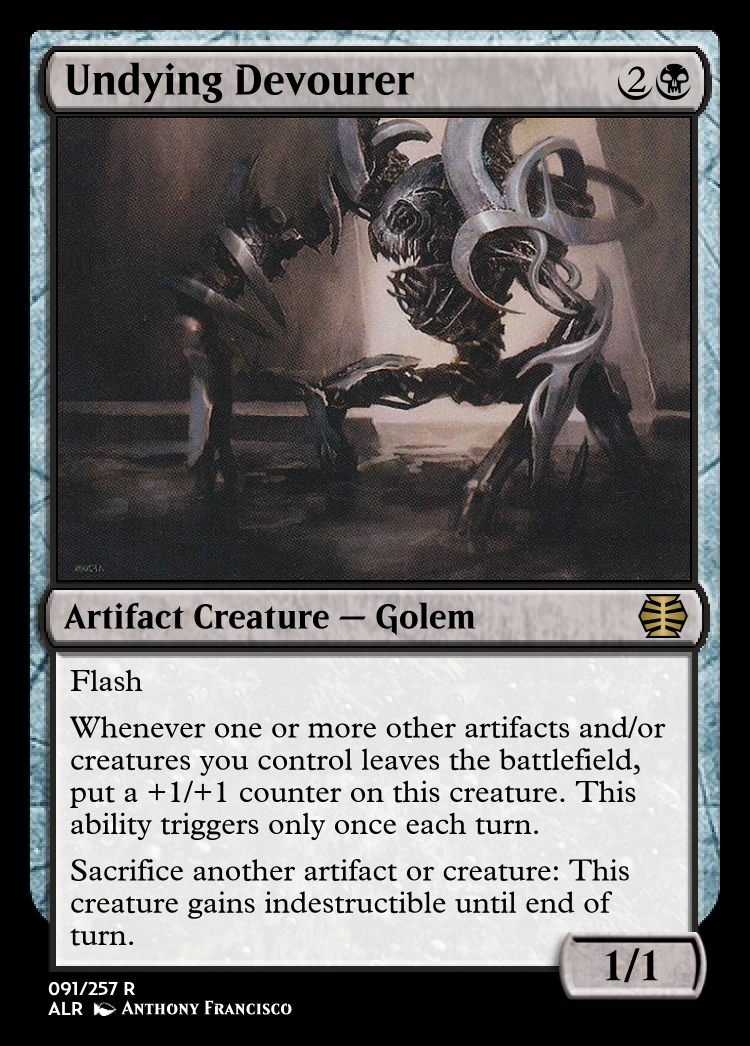 Undying Devourer 2
Artifact Creature — Golem
Flash
Whenever one or more other artifacts and/or
creatures you control leaves the battlefield,
put a +1/+1 counter on this creature. This
ability triggers only once each turn.
Sacrifice another artifact or creature: This
creature gains indestructible until end of
turn.
1/1
091/257 R
ALR Anthony Francisco